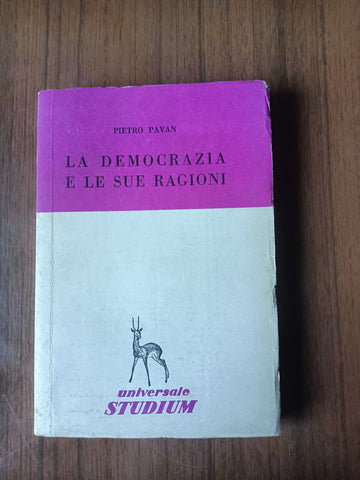 PIETRO PAVAN
LA DEMOCRAZIA
E LE SUE RAGIONI
universale
STUDIUM